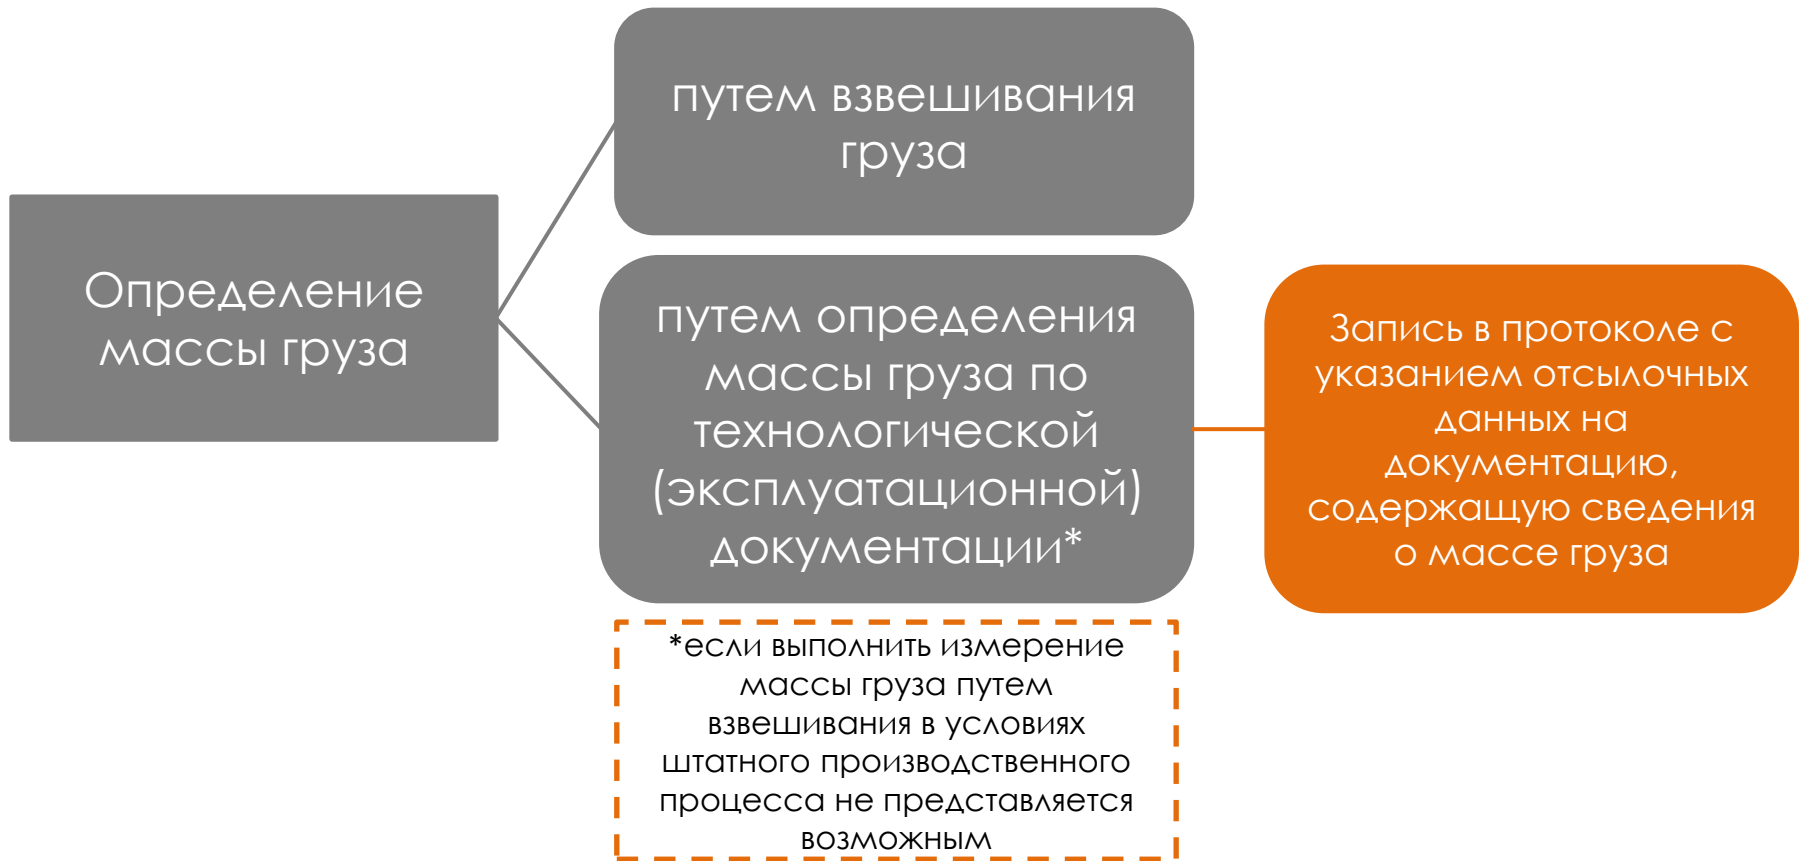 Определение
массы груза
путем взвешивания
груза
путем определения
массы груза по
технологической
(эксплуатационной)
документации*
*если выполнить измерение
массы груза путем
взвешивания в условиях
штатного производственного
процесса не представляется
возможным
Запись в протоколе с
указанием отсылочных
данных на
документацию,
содержащую сведения
о массе груза